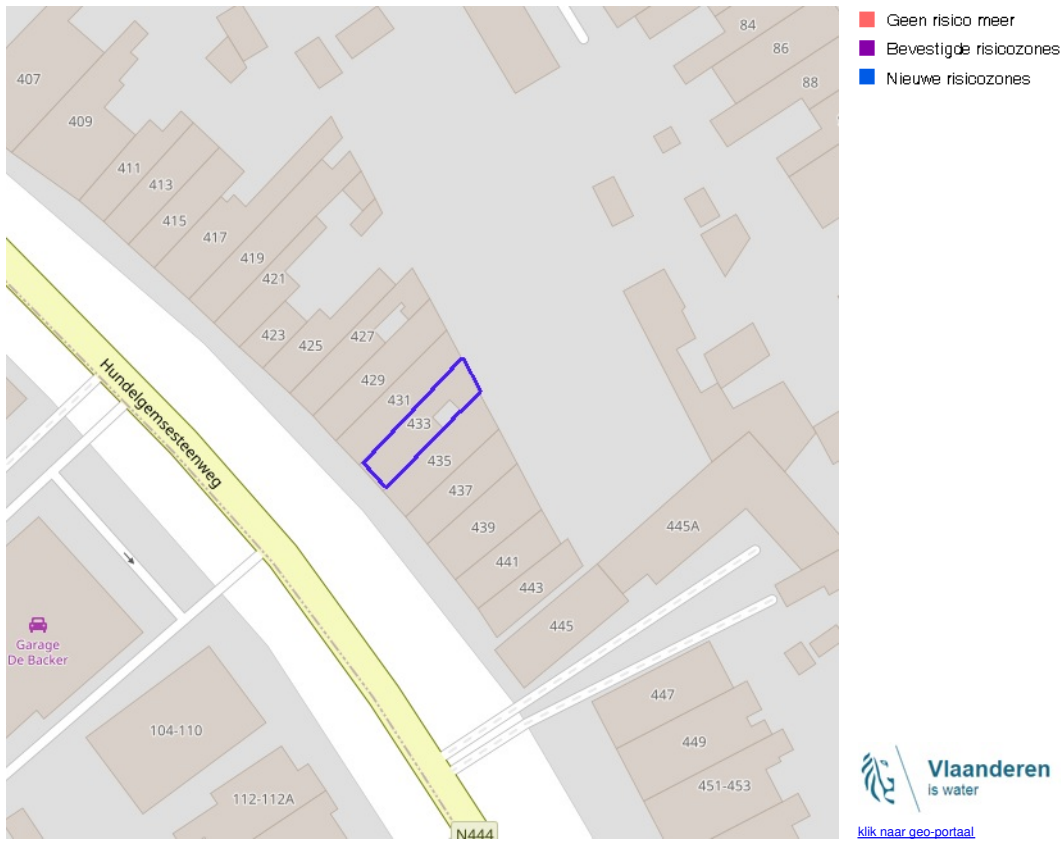 Geen risico meer
Bevestigde risicozones
Nieuwe risicozones
84
86
88
407
409
411
413
415
417
419
421
423
425
427
429
431
433
435
437
439
441
443
445
445A
447
449
451-453
Hundelgemsesteenweg
Garage
De Backer
104-110
112-112A
N444
Vlaanderen
is water
klik naar geo-portaal